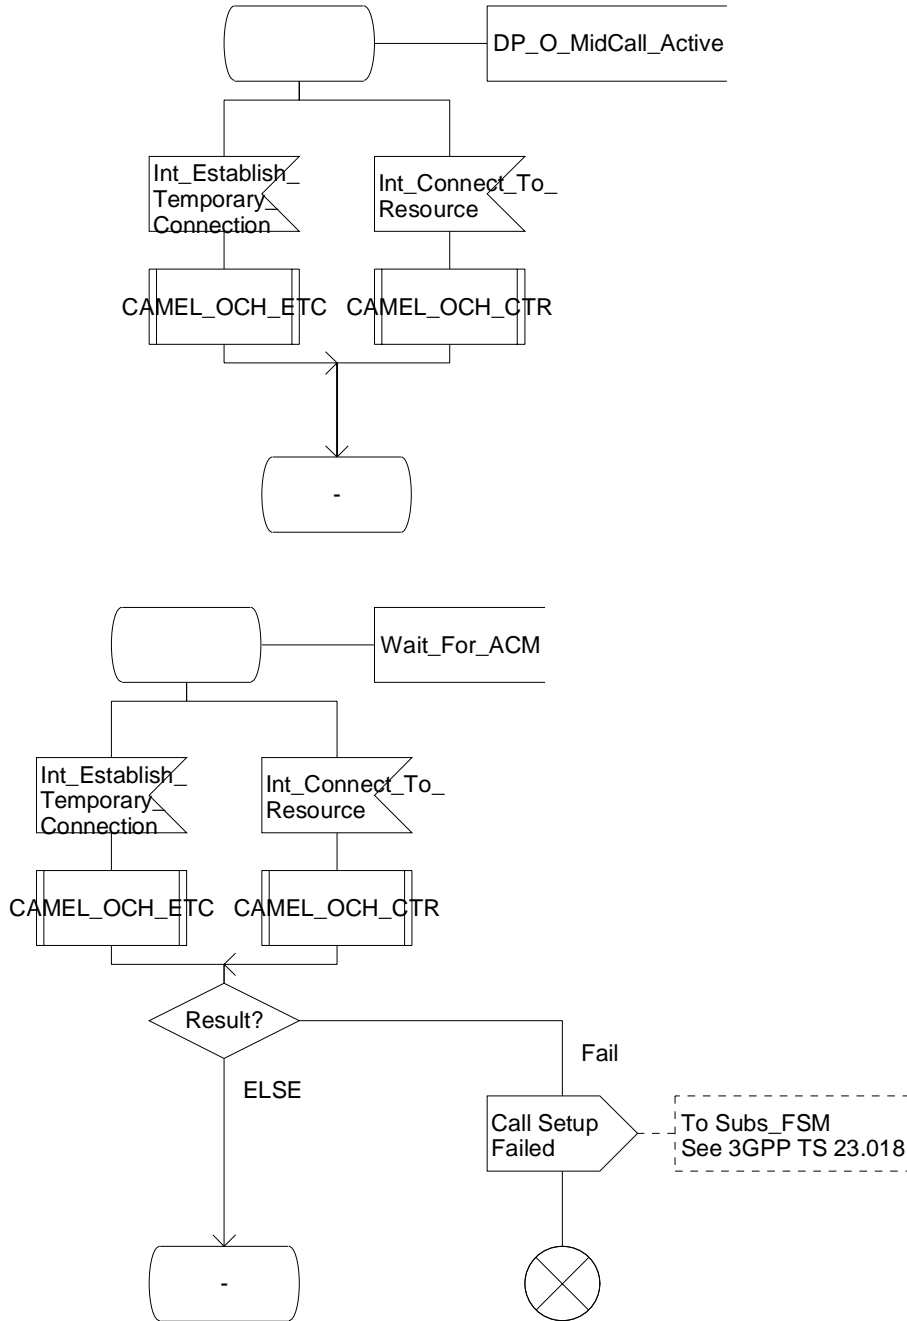 DP_O_MidCall_Active
Int_Establish_
Temporary_
Connection
Int_Connect_To_
Resource
CAMEL_OCH_ETC
CAMEL_OCH_CTR
-
Wait_For_ACM
Int_Establish_
Temporary_
Connection
Int_Connect_To_
Resource
CAMEL_OCH_ETC
CAMEL_OCH_CTR
Result?
Fail
ELSE
Call Setup
Failed
To Subs_FSM
See 3GPP TS 23.018
-